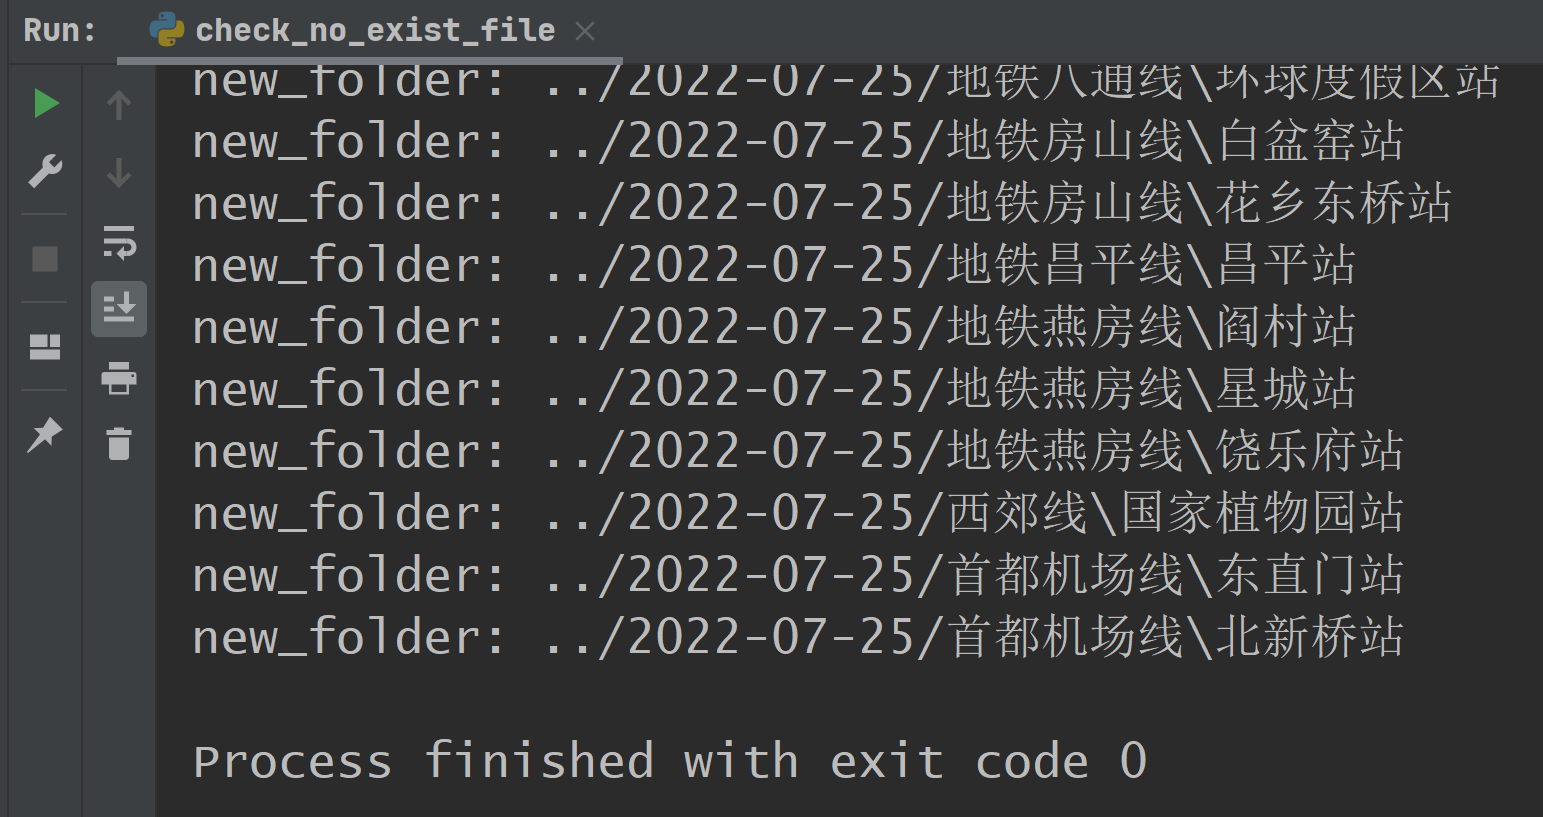 Run: check_no_exist_file
new_folder: ../2022-07-25/地铁八通线\环球度假区站
new_folder: ../2022-07-25/地铁房山线\白盆窑站
new_folder: ../2022-07-25/地铁房山线\花乡东桥站
new_folder: ../2022-07-25/地铁昌平线\昌平站
new_folder: ../2022-07-25/地铁燕房线\阎村站
new_folder: ../2022-07-25/地铁燕房线\星城站
new_folder: ../2022-07-25/地铁燕房线\饶乐府站
new_folder: ../2022-07-25/西郊线\国家植物园站
new_folder: ../2022-07-25/首都机场线\东直门站
new_folder: ../2022-07-25/首都机场线\北新桥站
Process finished with exit code 0